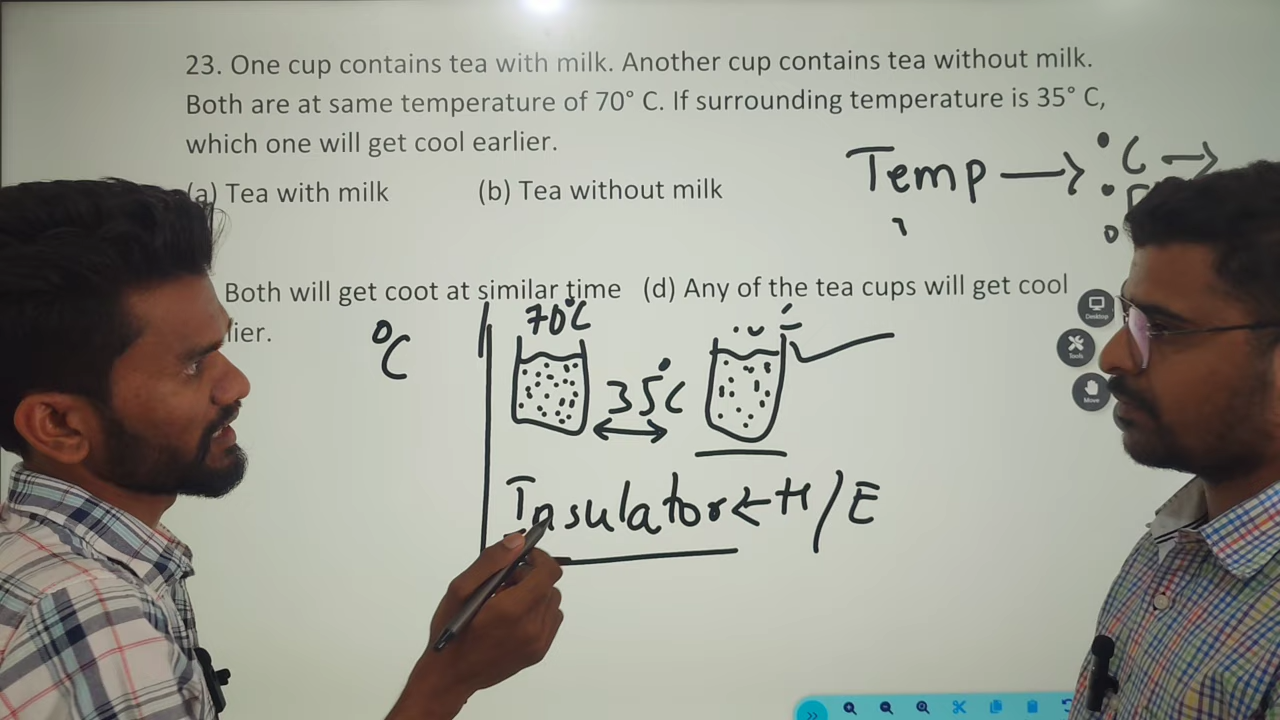 23. One cup contains tea with milk. Another cup contains tea without milk.
Both are at same temperature of 70° C. If surrounding temperature is 35° C,
which one will get cool earlier.
(a) Tea with milk (b) Tea without milk
Temp → °C →
Both will get coot at similar time (d) Any of the tea cups will get cool
lier.
°C
70°C
35°C
Insulator ← H/E
Desktop
Tools
Move